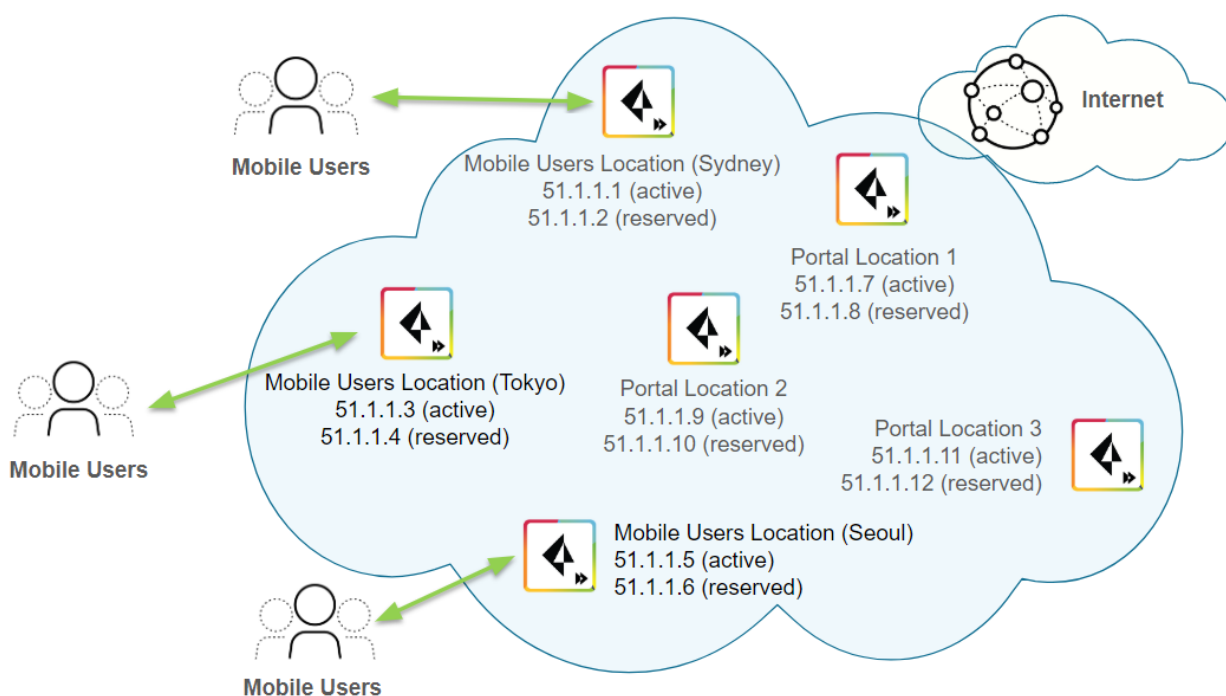 Internet
Mobile Users
Mobile Users Location (Sydney)
51.1.1.1 (active)
51.1.1.2 (reserved)
Portal Location 1
51.1.1.7 (active)
51.1.1.8 (reserved)
Mobile Users Location (Tokyo)
51.1.1.3 (active)
51.1.1.4 (reserved)
Portal Location 2
51.1.1.9 (active)
51.1.1.10 (reserved)
Portal Location 3
51.1.1.11 (active)
51.1.1.12 (reserved)
Mobile Users
Mobile Users Location (Seoul)
51.1.1.5 (active)
51.1.1.6 (reserved)
Mobile Users